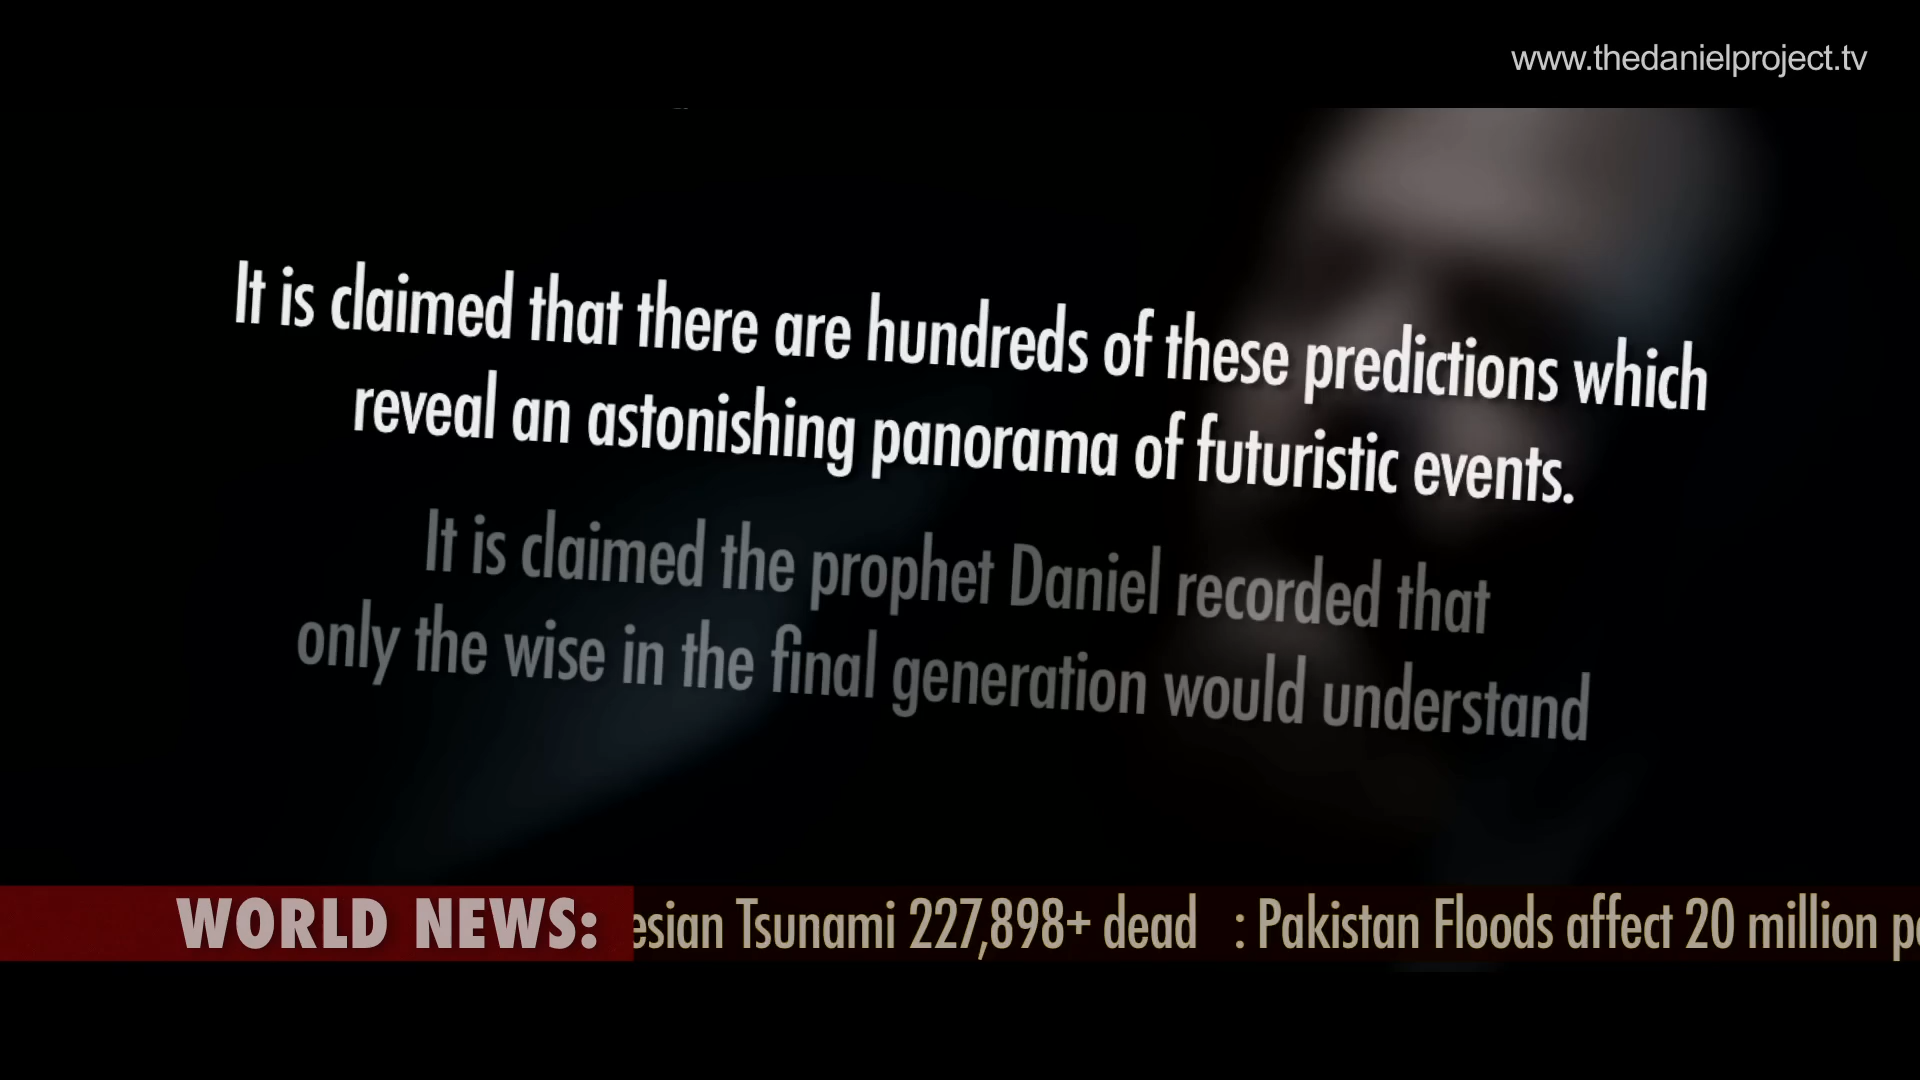 www.thedanielproject.tv
It is claimed that there are hundreds of these predictions which
reveal an astonishing panorama of futuristic events.
It is claimed the prophet Daniel recorded that
only the wise in the final generation would understand
WORLD NEWS: esian Tsunami 227,898+ dead : Pakistan Floods affect 20 million